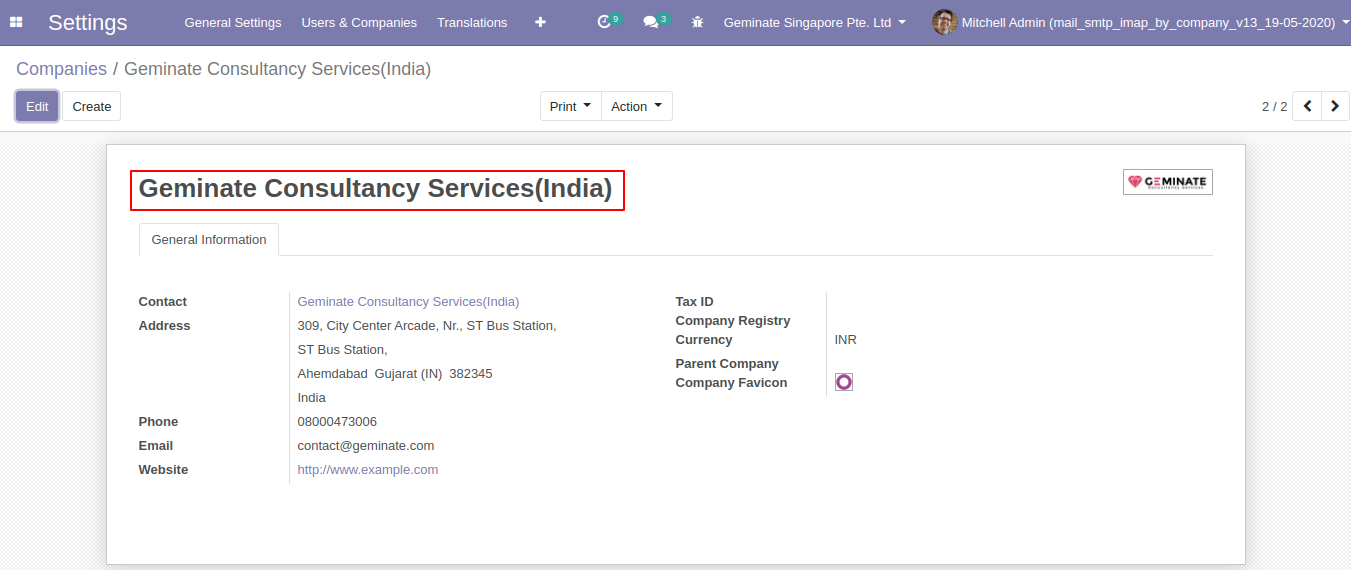 Settings General Settings Users & Companies Translations 9 3 Geminate Singapore Pte. Ltd Mitchell Admin (mail_smtp_imap_by_company_v13_19-05-2020)
Companies / Geminate Consultancy Services(India)
Edit Create Print Action 2 / 2
Geminate Consultancy Services(India)
GEMINATE
Consultancy Services
General Information
Contact Geminate Consultancy Services(India)
Address 309, City Center Arcade, Nr., ST Bus Station,
ST Bus Station,
Ahemdabad Gujarat (IN) 382345
India
Phone 08000473006
Email contact@geminate.com
Website http://www.example.com
Tax ID
Company Registry
Currency INR
Parent Company
Company Favicon